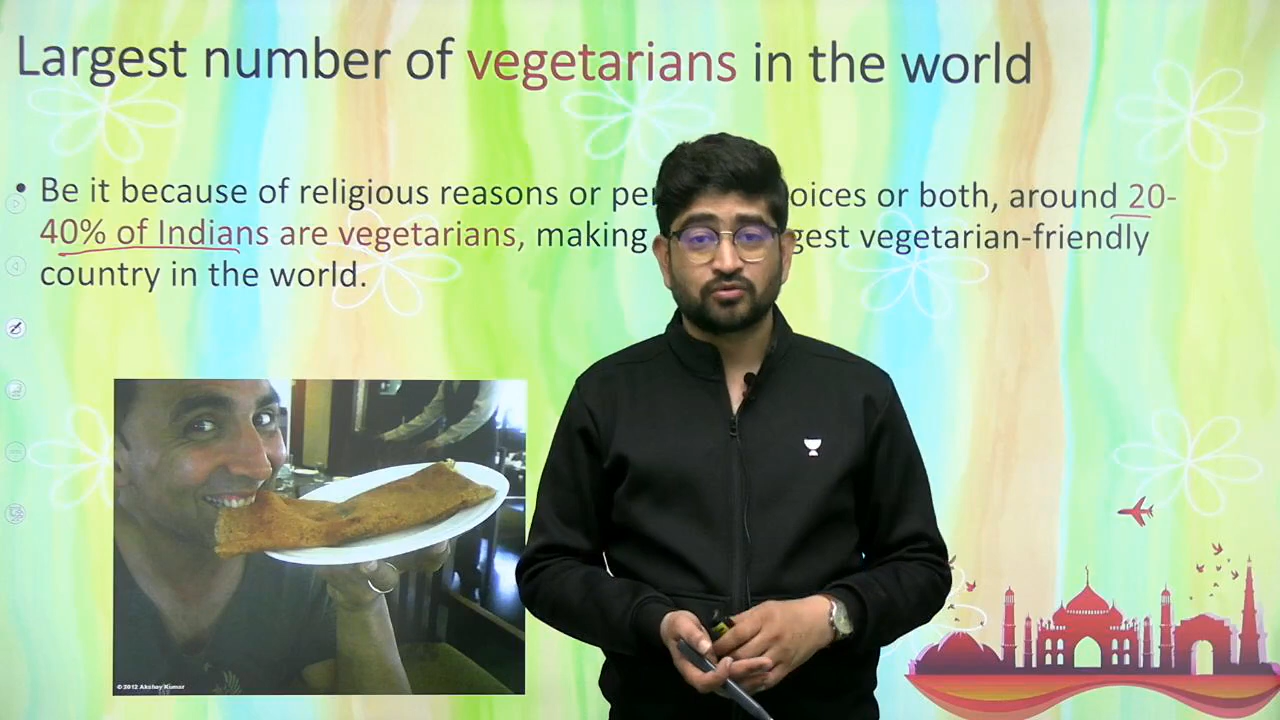 Largest number of vegetarians in the world
• Be it because of religious reasons or pe oices or both, around 20-
40% of Indians are vegetarians, making gest vegetarian-friendly
country in the world.
©2012 Akshay Kumar